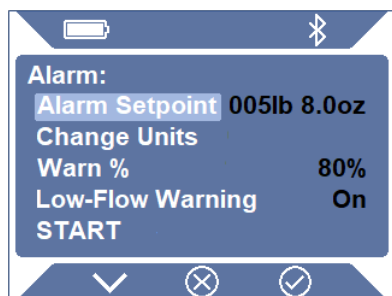 Alarm:
Alarm Setpoint 005lb 8.0oz
Change Units
Warn % 80%
Low-Flow Warning On
START